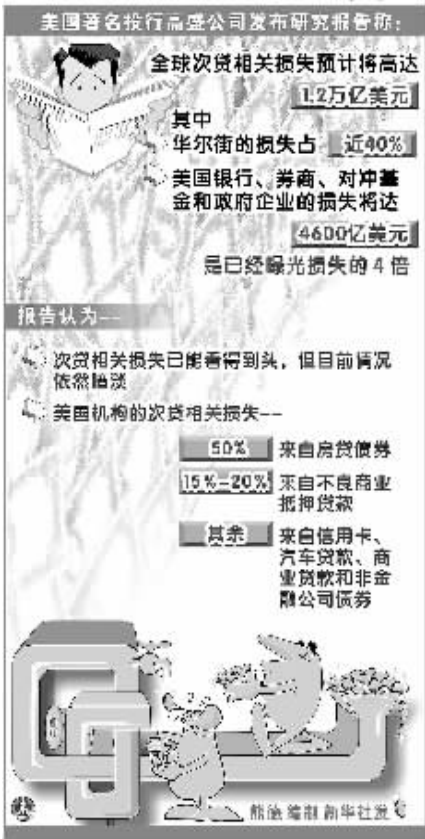 美国著名投行高盛公司发布研究报告称:
全球次贷相关损失预计将高达
1.2万亿美元
其中
华尔街的损失占 近40%
美国银行、券商、对冲基
金和政府企业的损失将达
4600亿美元
是已经曝光损失的4倍
报告认为--
次贷相关损失已能看得到头,但目前情况
依然暗淡
美国机构的次贷相关损失--
50% 来自房贷债券
15%-20% 来自不良商业
抵押贷款
其余 来自信用卡、
汽车贷款、商
业贷款和非金
融公司债券
编制 新华社发